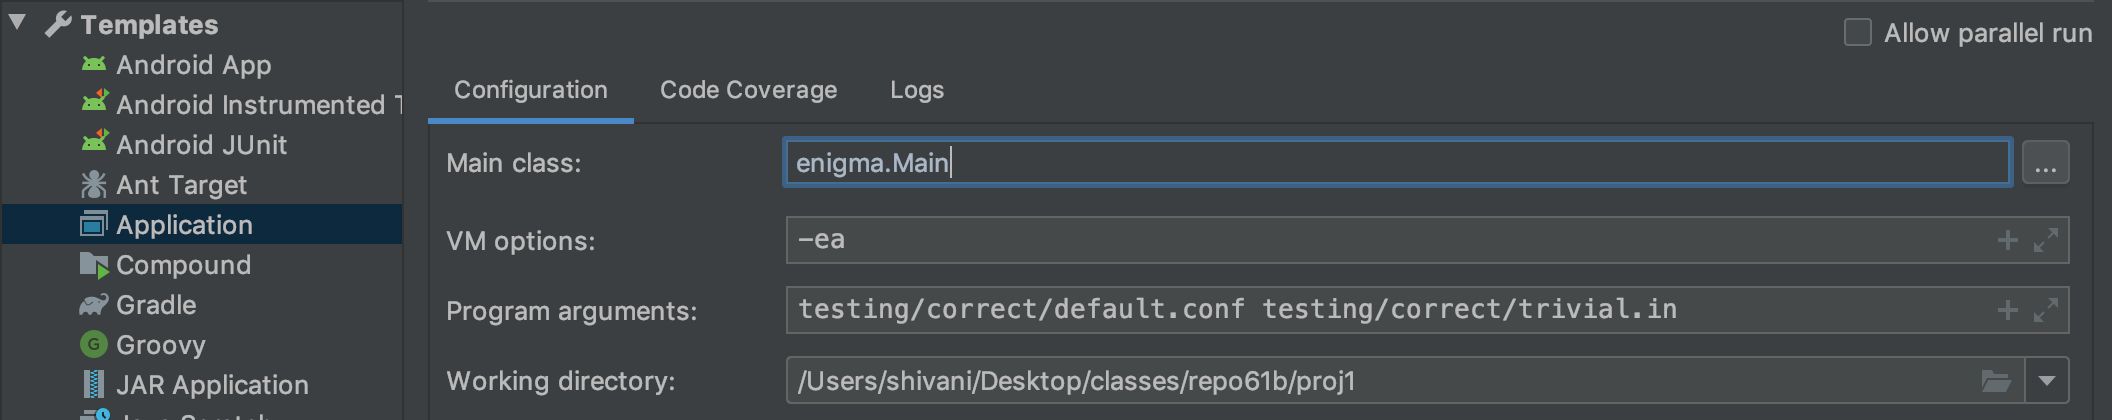 Templates
Android App
Android Instrumented T
Android JUnit
Ant Target
Application
Compound
Gradle
G Groovy
JAR Application
Allow parallel run
Configuration Code Coverage Logs
Main class: enigma.Main ...
VM options: -ea
Program arguments: testing/correct/default.conf testing/correct/trivial.in
Working directory: /Users/shivani/Desktop/classes/repo61b/proj1